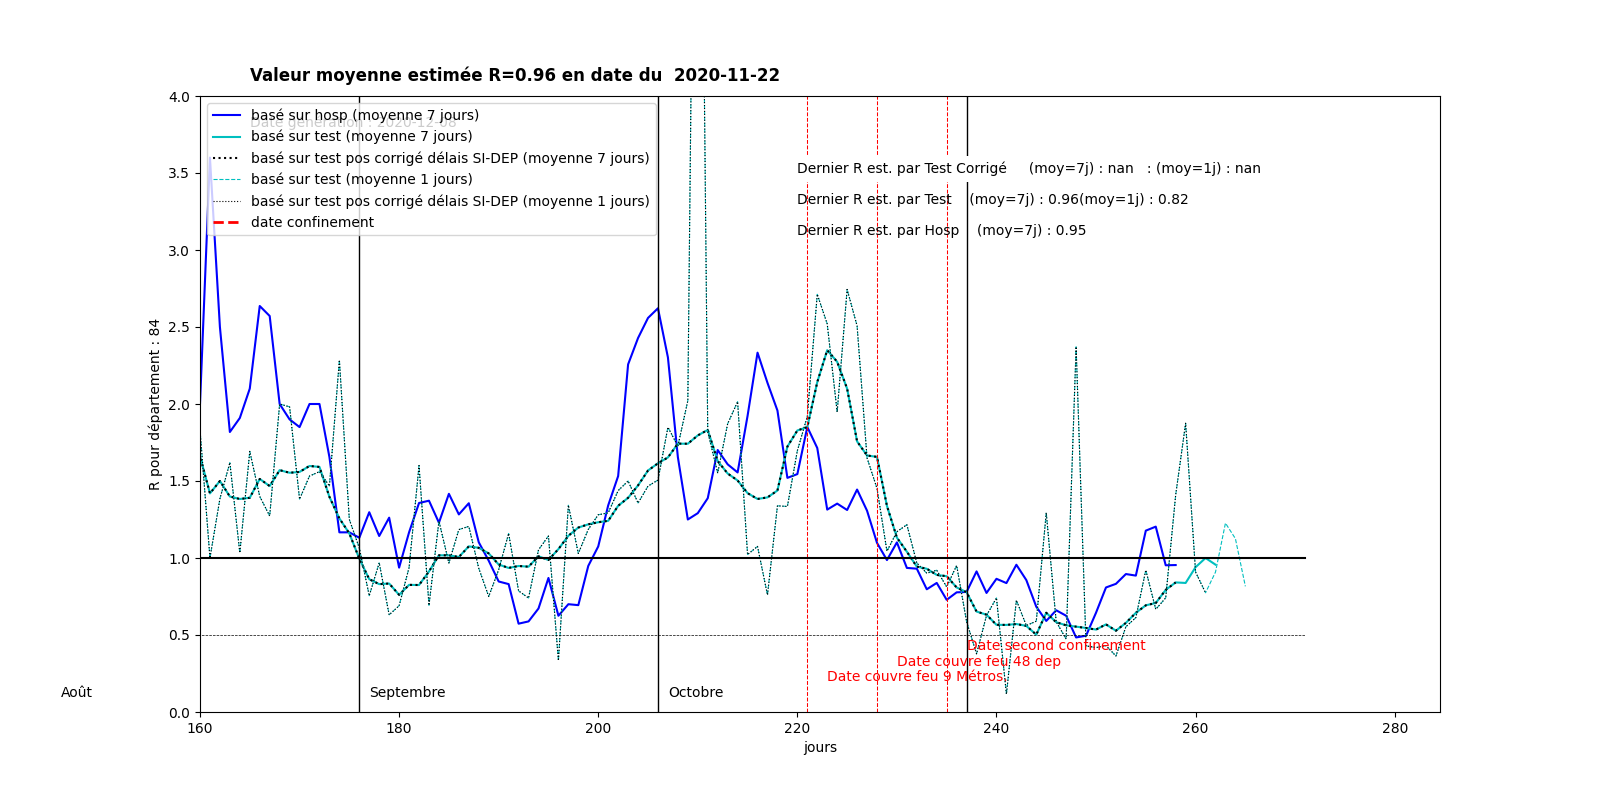 Valeur moyenne estimée R=0.96 en date du  2020-11-22
4.0
3.5
3.0
2.5
2.0
1.5
1.0
0.5
0.0
R pour département : 84
basé sur hosp (moyenne 7 jours)
Date génération : 2020-12-08
basé sur test (moyenne 7 jours)
basé sur test pos corrigé délais SI-DEP (moyenne 7 jours)
basé sur test (moyenne 1 jours)
basé sur test pos corrigé délais SI-DEP (moyenne 1 jours)
date confinement
Dernier R est. par Test Corrigé     (moy=7j) : nan   : (moy=1j) : nan
Dernier R est. par Test    (moy=7j) : 0.96(moy=1j) : 0.82
Dernier R est. par Hosp    (moy=7j) : 0.95
Date second confinement
Date couvre feu 48 dep
Date couvre feu 9 Métros
Août
Septembre
Octobre
160
180
200
220
240
260
280
jours